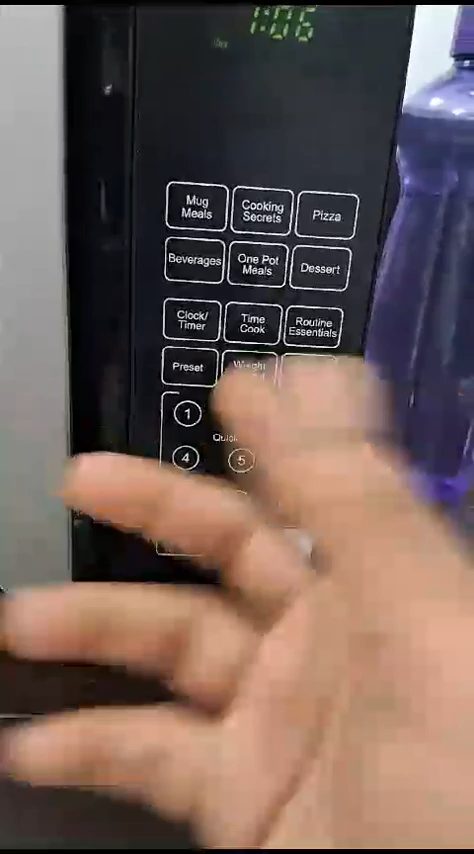 1:06
Mug
Meals
Cooking
Secrets
Pizza
Beverages
One Pot
Meals
Dessert
Clock/
Timer
Time
Cook
Routine
Essentials
Preset
Weight
1
4
5